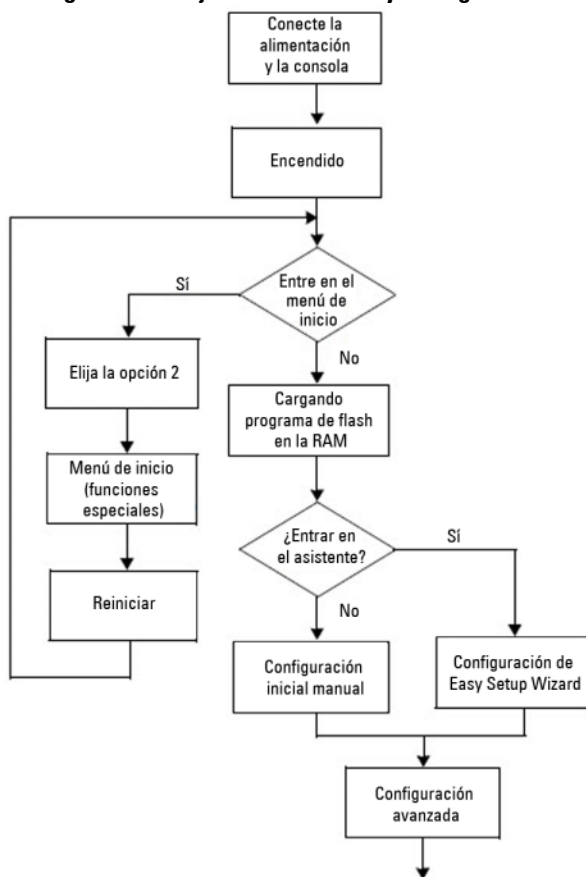 Conecte la
alimentación
y la consola
Encendido
Entre en el
menú de
inicio
Sí
No
Elija la opción 2
Cargando
programa de flash
en la RAM
Menú de inicio
(funciones
especiales)
¿Entrar en
el asistente?
Sí
No
Reiniciar
Configuración
inicial manual
Configuración de
Easy Setup Wizard
Configuración
avanzada